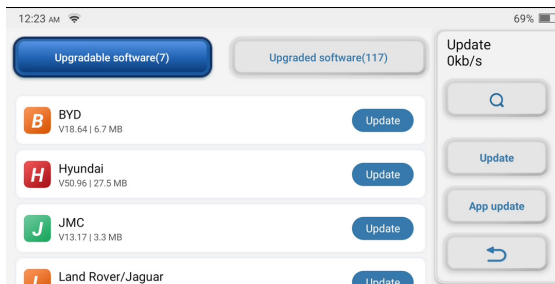 12:23 AM
69%
Upgradable software(7)
Upgraded software(117)
Update
0kb/s
B
BYD
V18.64 | 6.7 MB
Update
H
Hyundai
V50.96 | 27.5 MB
Update
Update
J
JMC
V13.17 | 3.3 MB
Update
App update
L
Land Rover/Jaguar
Update